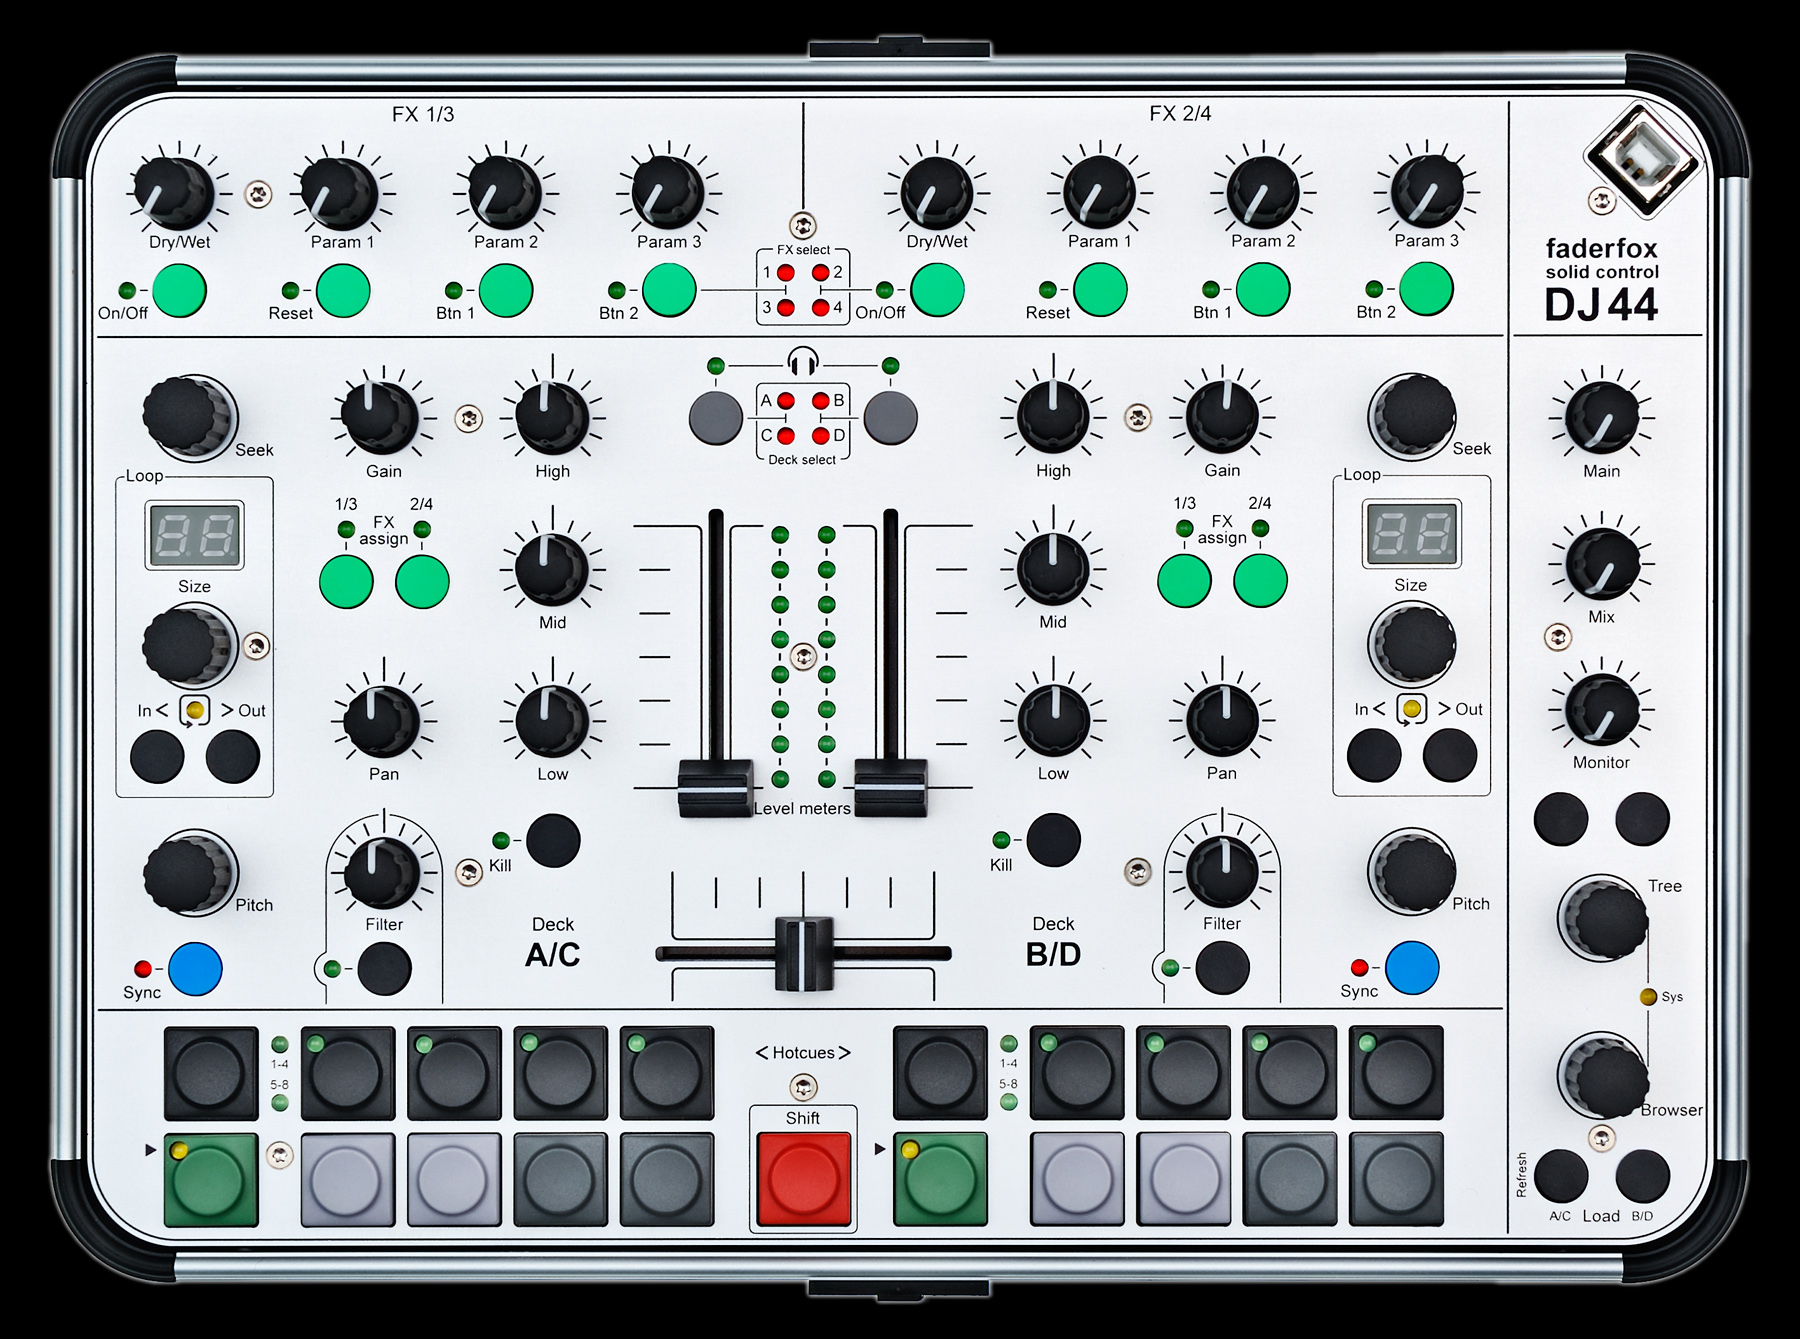 FX 1/3
FX 2/4
Dry/Wet
Param 1
Param 2
Param 3
Dry/Wet
Param 1
Param 2
Param 3
FX select
1 2
3 4
On/Off
Reset
Btn 1
Btn 2
On/Off
Reset
Btn 1
Btn 2
faderfox
solid control
DJ44
Seek
Gain
High
A B
C D
Deck select
High
Gain
Seek
Main
Loop
1/3 2/4
FX
assign
1/3 2/4
FX
assign
Loop
Size
Mid
Mid
Size
Mix
In < > Out
In < > Out
Pan
Low
Level meters
Low
Pan
Monitor
Kill
Kill
Pitch
Filter
Deck
A/C
Deck
B/D
Filter
Pitch
Tree
Sync
Sync
Sys
1-4
5-8
<Hotcues>
1-4
5-8
Browser
Shift
Refresh
A/C Load B/D